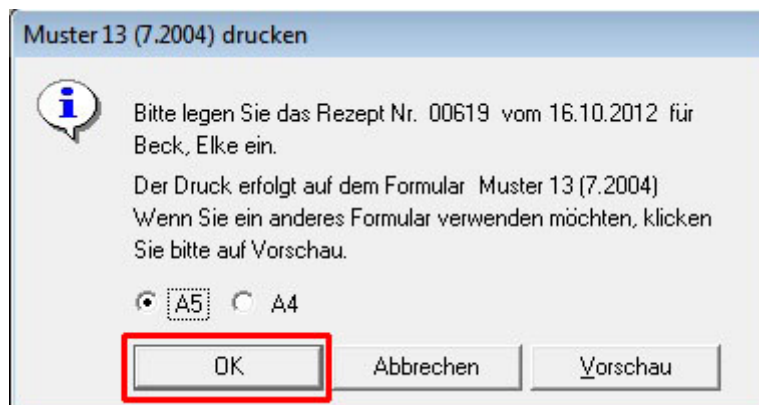 Muster 13 (7.2004) drucken
Bitte legen Sie das Rezept Nr. 00619 vom 16.10.2012 für
Beck, Elke ein.
Der Druck erfolgt auf dem Formular Muster 13 (7.2004)
Wenn Sie ein anderes Formular verwenden möchten, klicken
Sie bitte auf Vorschau.
A5 A4
OK Abbrechen Vorschau